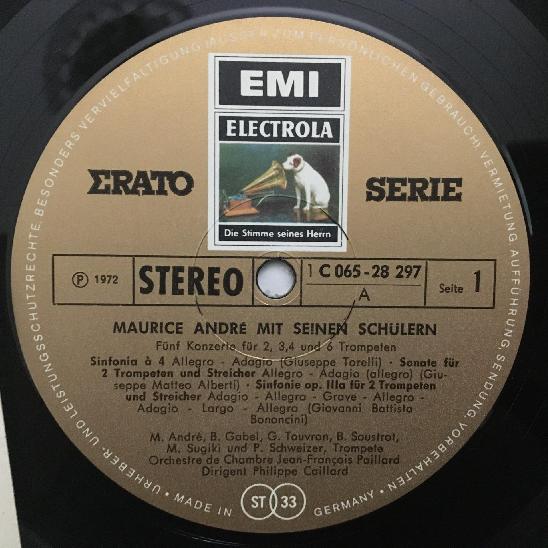 EMI
ELECTROLA
Die Stimme seines Herrn
ΣRATO SERIE
Ⓟ 1972 STEREO 1 C 065-28 297 A Seite 1
MAURICE ANDRÉ MIT SEINEN SCHÜLERN
Fünf Konzerte für 2, 3,4 und 6 Trompeten
Sinfonia à 4 Allegro - Adagio (Giuseppe Torelli) · Sonate für
2 Trompeten und Streicher Allegro - Adagio (allegro) (Giu-
seppe Matteo Alberti) · Sinfonie op. IIIa für 2 Trompeten
und Streicher Adagio - Allegro - Grave - Allegro -
Adagio - Largo - Allegro (Giovanni Battista
Bononcini)
M. André, B. Gabel, G. Touvron, B. Soustrot,
M. Sugiki und P. Schweizer, Trompete
Orchestre de Chambre Jean-François Paillard
Dirigent Philippe Caillard
ST 33
URHEBER- UND LEISTUNGSSCHUTZRECHTE, BESONDERS VERVIELFÄLTIGUNG ZUM PERSÖNLICHEN GEBRAUCH, VERMIETUNG, AUFFÜHRUNG, SENDUNG, VORBEHALTEN
• MADE IN GERMANY •